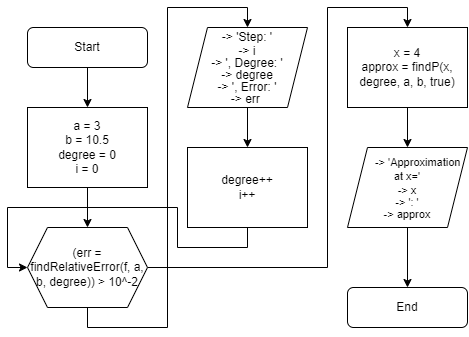 Start
a = 3
b = 10.5
degree = 0
i = 0
(err =
findRelativeError(f, a,
b, degree)) > 10^-2
-> 'Step: '
-> i
-> ', Degree: '
-> degree
-> ', Error: '
-> err
degree++
i++
x = 4
approx = findP(x,
degree, a, b, true)
-> 'Approximation
at x='
-> x
-> ': '
-> approx
End